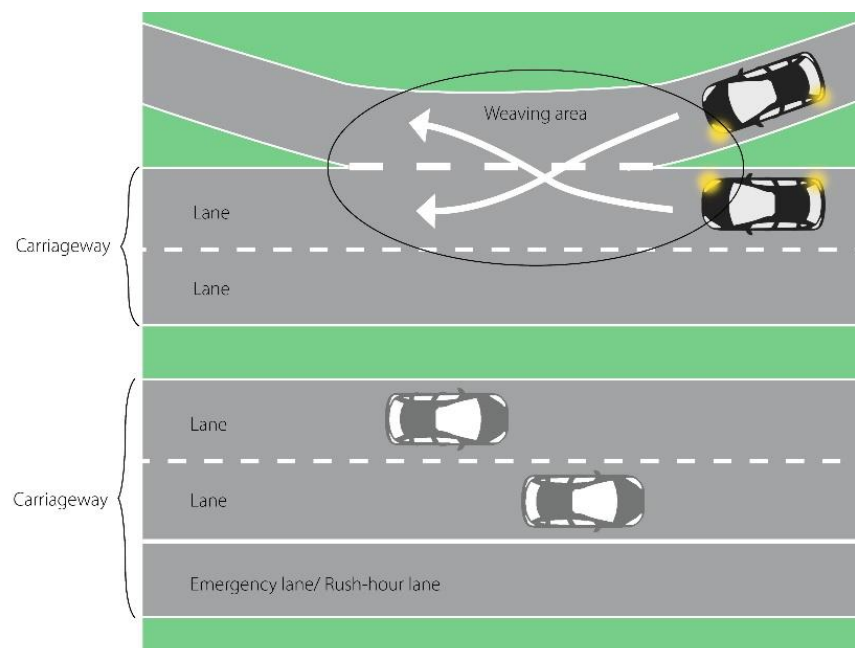 Weaving area
Lane
Carriageway
Lane
Lane
Carriageway
Lane
Emergency lane/ Rush-hour lane